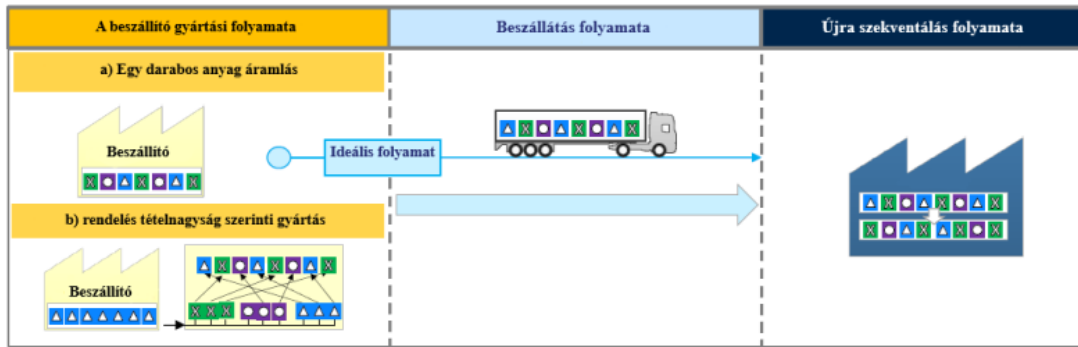 A beszállító gyártási folyamata
Beszállítás folyamata
Újra szekventálás folyamata
a) Egy darabos anyag áramlás
Beszállító
Ideális folyamat
b) rendelés tételnagyság szerinti gyártás
Beszállító